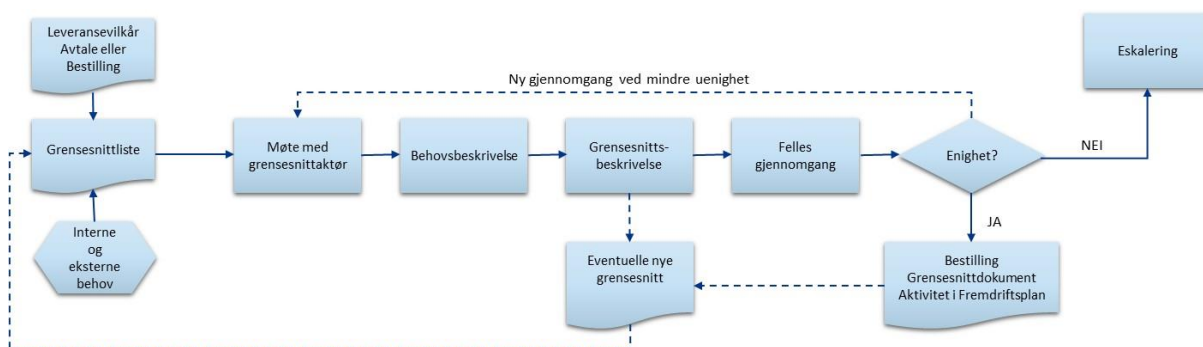 Leveransevilkår
Avtale eller
Bestilling
Eskalering
Ny gjennomgang ved mindre uenighet
Grensesnittliste
Møte med
grensesnittaktør
Behovsbeskrivelse
Grensesnitts-
beskrivelse
Felles
gjennomgang
Enighet?
NEI
JA
Interne
og
eksterne
behov
Eventuelle nye
grensesnitt
Bestilling
Grensesnittdokument
Aktivitet i Fremdriftsplan